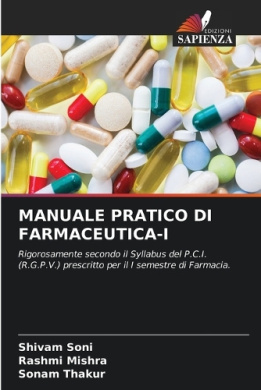 EDIZIONI
SAPIENZA
MANUALE PRATICO DI
FARMACEUTICA-I
Rigorosamente secondo il Syllabus del P.C.I.
(R.G.P.V.) prescritto per il I semestre di Farmacia.
Shivam Soni
Rashmi Mishra
Sonam Thakur